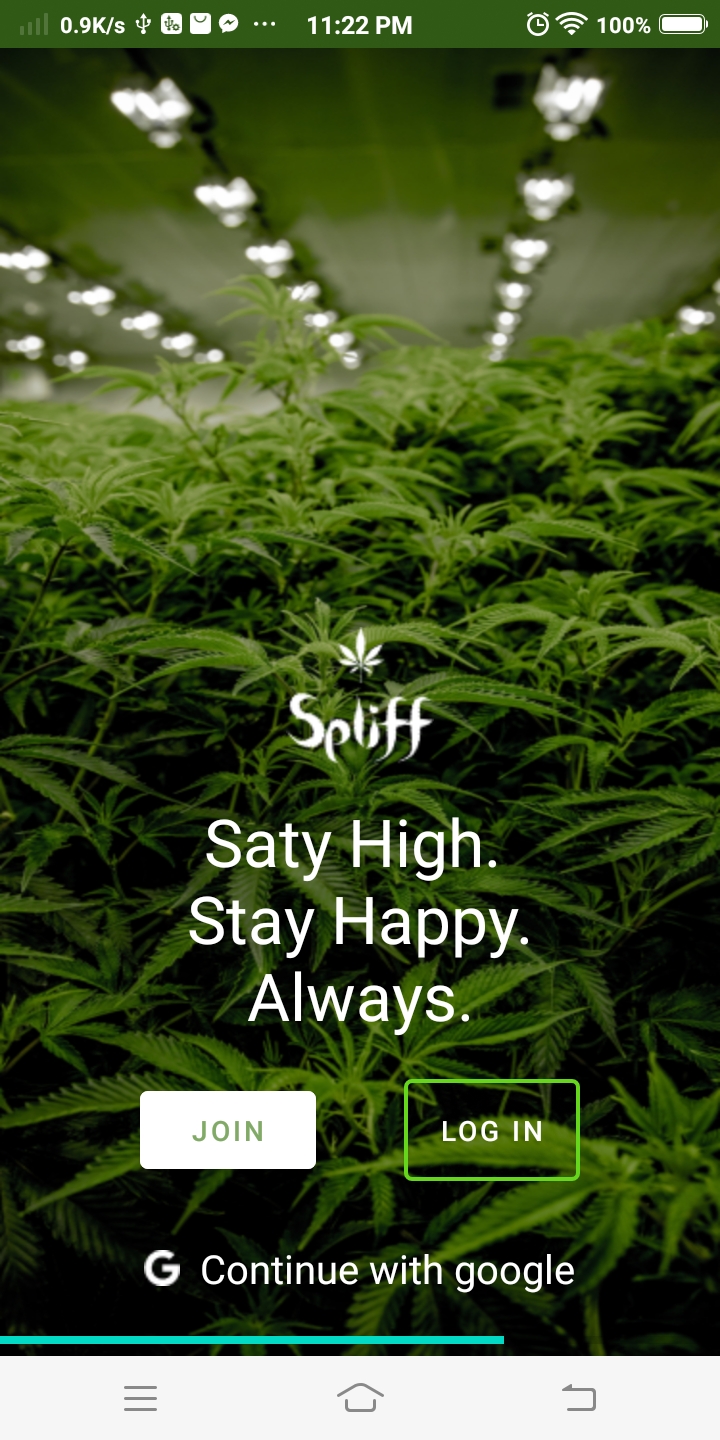 0.9K/s 11:22 PM 100%
Spliff
Saty High.
Stay Happy.
Always.
JOIN LOG IN
G Continue with google